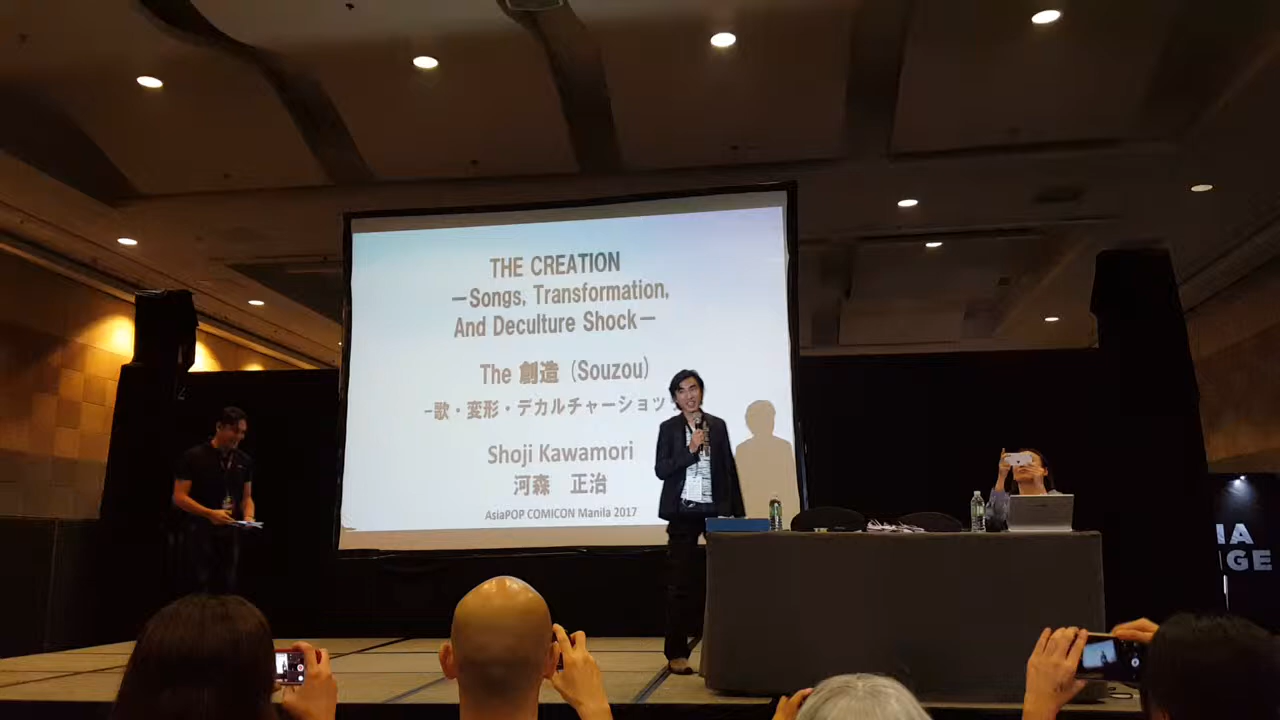 THE CREATION
—Songs, Transformation,
And Deculture Shock—
The 創造 (Souzou)
-歌・変形・デカルチャーショッ
Shoji Kawamori
河森 正治
AsiaPOP COMICON Manila 2017
IA
GE